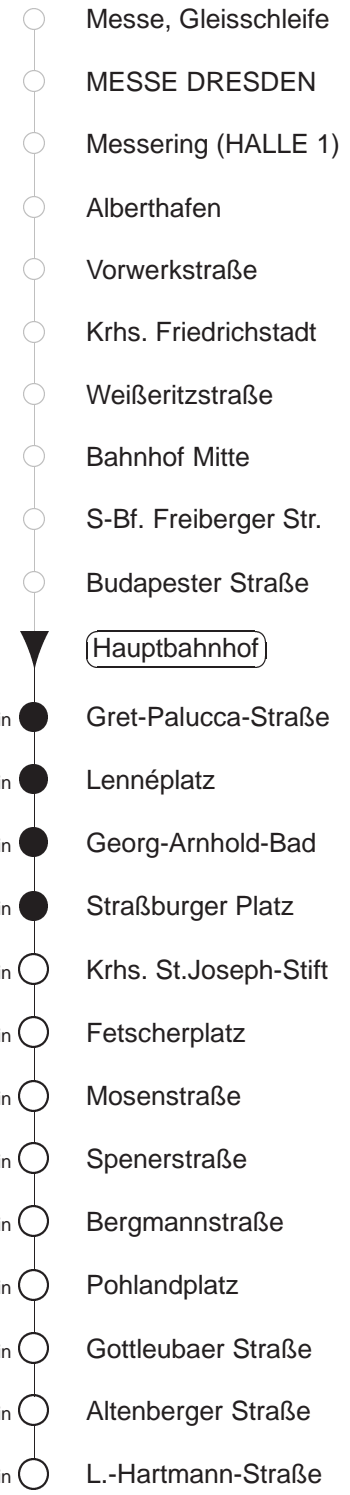 Messe, Gleisschleife
MESSE DRESDEN
Messering (HALLE 1)
Alberthafen
Vorwerkstraße
Krhs. Friedrichstadt
Weißeritzstraße
Bahnhof Mitte
S-Bf. Freiberger Str.
Budapester Straße
Hauptbahnhof
Gret-Palucca-Straße
Lennéplatz
Georg-Arnhold-Bad
Straßburger Platz
Krhs. St.Joseph-Stift
Fetscherplatz
Mosenstraße
Spenerstraße
Bergmannstraße
Pohlandplatz
Gottleubaer Straße
Altenberger Straße
L.-Hartmann-Straße